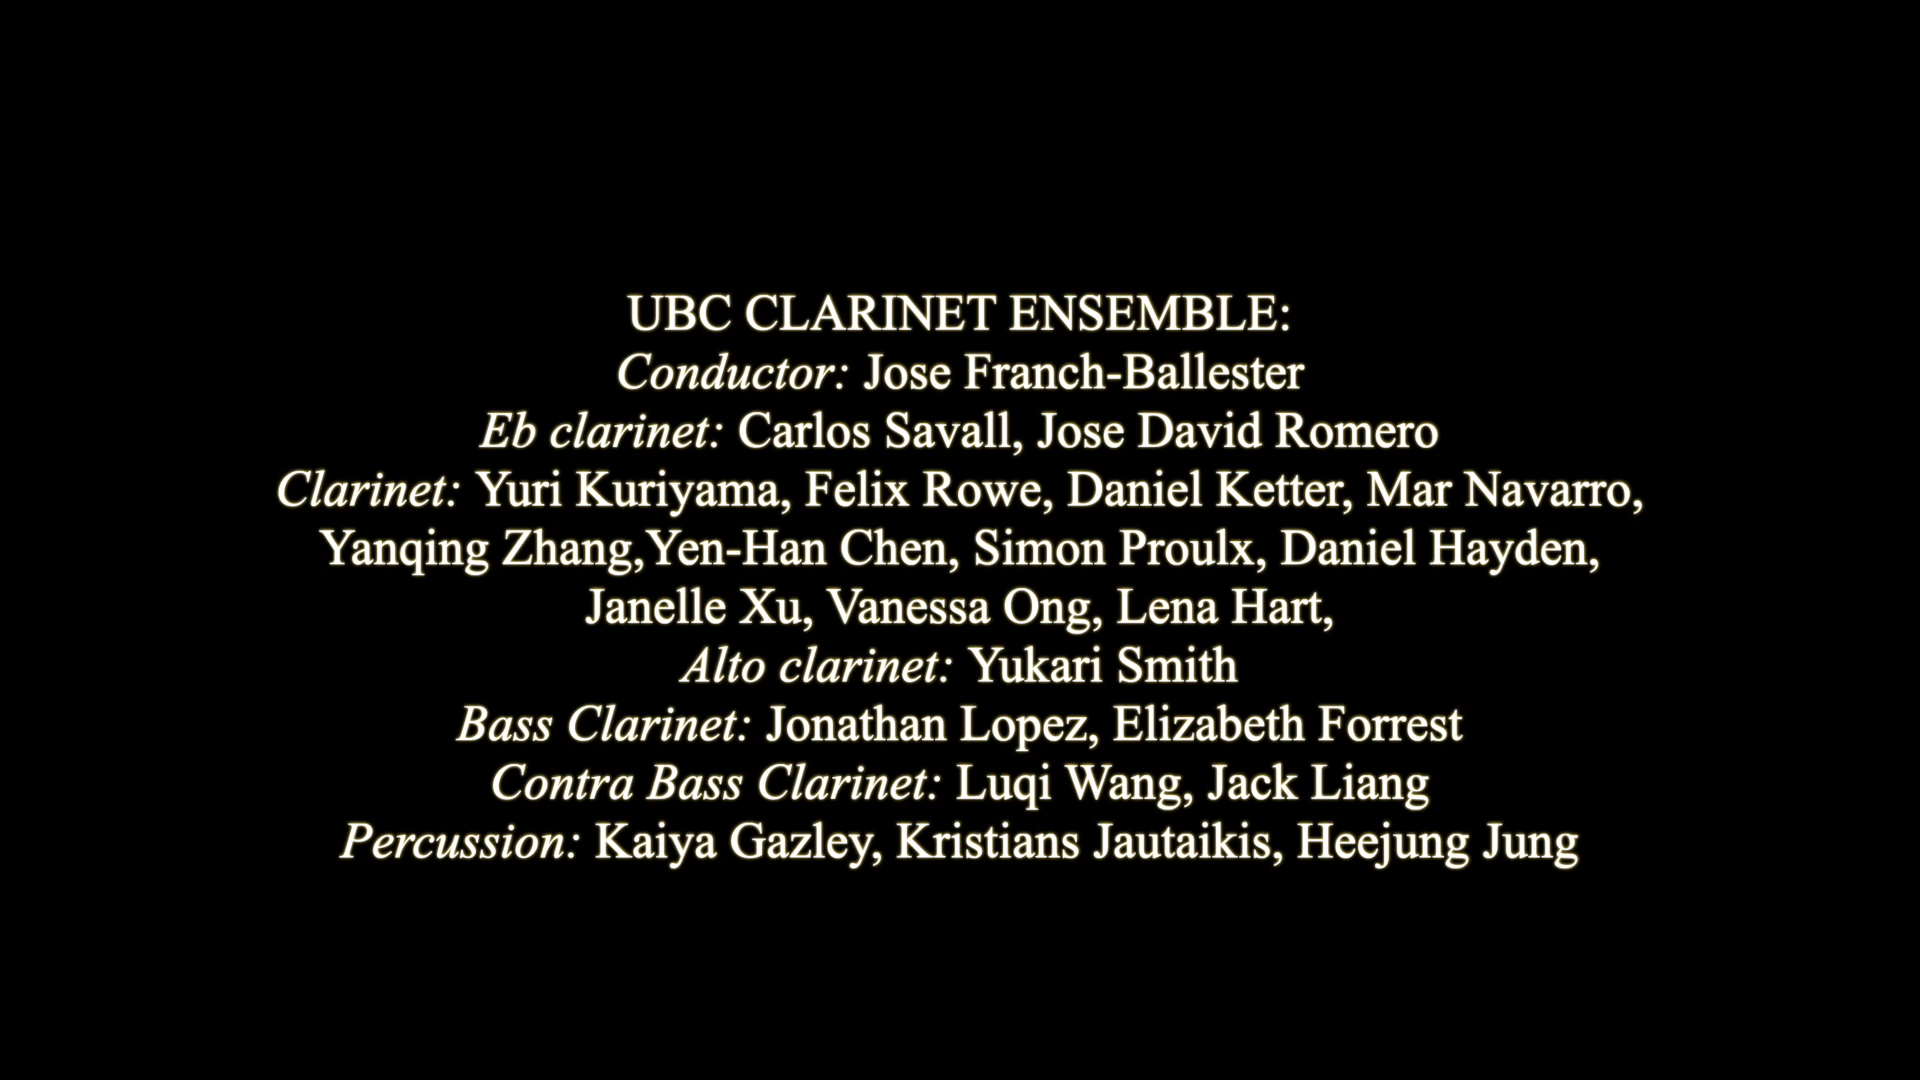 UBC CLARINET ENSEMBLE:
Conductor: Jose Franch-Ballester
Eb clarinet: Carlos Savall, Jose David Romero
Clarinet: Yuri Kuriyama, Felix Rowe, Daniel Ketter, Mar Navarro,
Yanqing Zhang,Yen-Han Chen, Simon Proulx, Daniel Hayden,
Janelle Xu, Vanessa Ong, Lena Hart,
Alto clarinet: Yukari Smith
Bass Clarinet: Jonathan Lopez, Elizabeth Forrest
Contra Bass Clarinet: Luqi Wang, Jack Liang
Percussion: Kaiya Gazley, Kristians Jautaikis, Heejung Jung